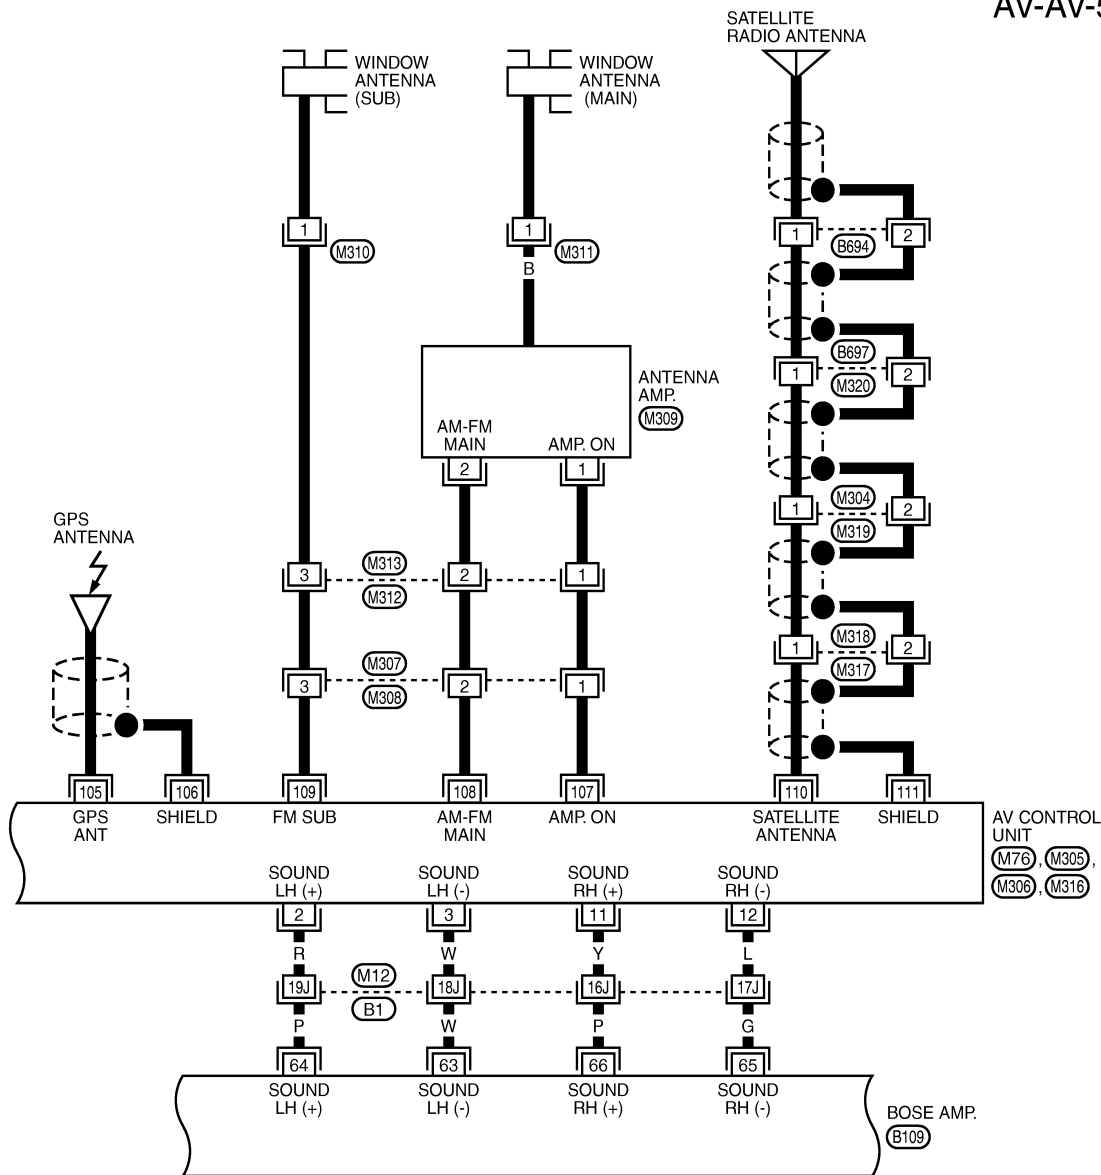 AV-AV-5
SATELLITE
RADIO ANTENNA
WINDOW
ANTENNA
(SUB)
WINDOW
ANTENNA
(MAIN)
1
M310
1
M311
B
1
B694
2
ANTENNA
AMP.
M309
AM-FM
MAIN
AMP. ON
2
1
1
B697
M320
2
1
M304
M319
2
GPS
ANTENNA
3
M313
M312
2
1
3
M307
M308
2
1
1
M318
M317
2
105
106
109
108
107
110
111
GPS
ANT
SHIELD
FM SUB
AM-FM
MAIN
AMP. ON
SATELLITE
ANTENNA
SHIELD
AV CONTROL
UNIT
M76, M305,
M306, M316
SOUND
LH (+)
SOUND
LH (-)
SOUND
RH (+)
SOUND
RH (-)
2
3
11
12
R
W
Y
L
19J
M12
B1
18J
16J
17J
P
W
P
G
64
63
66
65
SOUND
LH (+)
SOUND
LH (-)
SOUND
RH (+)
SOUND
RH (-)
BOSE AMP.
B109